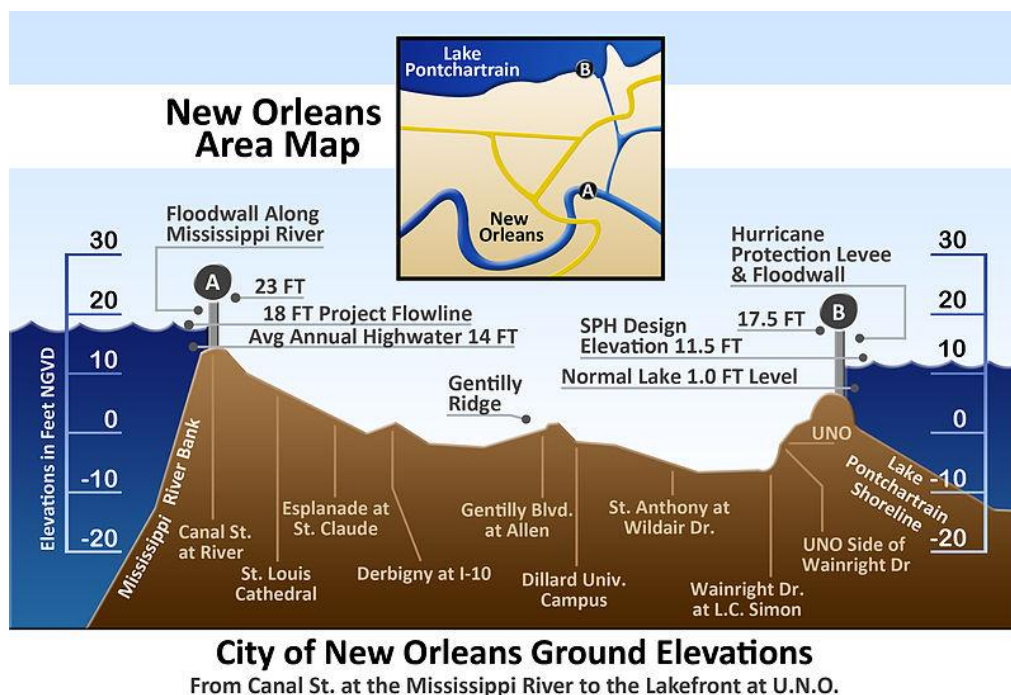 Lake
Pontchartrain
B
A
New
Orleans
New Orleans
Area Map
Floodwall Along
Mississippi River
A
23 FT
18 FT Project Flowline
Avg Annual Highwater 14 FT
Hurricane
Protection Levee
& Floodwall
B
17.5 FT
SPH Design
Elevation 11.5 FT
Normal Lake 1.0 FT Level
Gentilly
Ridge
Elevations in Feet NGVD
30
20
10
0
-10
-20
30
20
10
0
-10
-20
Mississippi River Bank
Canal St.
at River
St. Louis
Cathedral
Esplanade at
St. Claude
Derbigny at I-10
Gentilly Blvd.
at Allen
Dillard Univ.
Campus
St. Anthony at
Wildair Dr.
Wainright Dr.
at L.C. Simon
UNO
UNO Side of
Wainright Dr
Lake
Pontchartrain
Shoreline
City of New Orleans Ground Elevations
From Canal St. at the Mississippi River to the Lakefront at U.N.O.